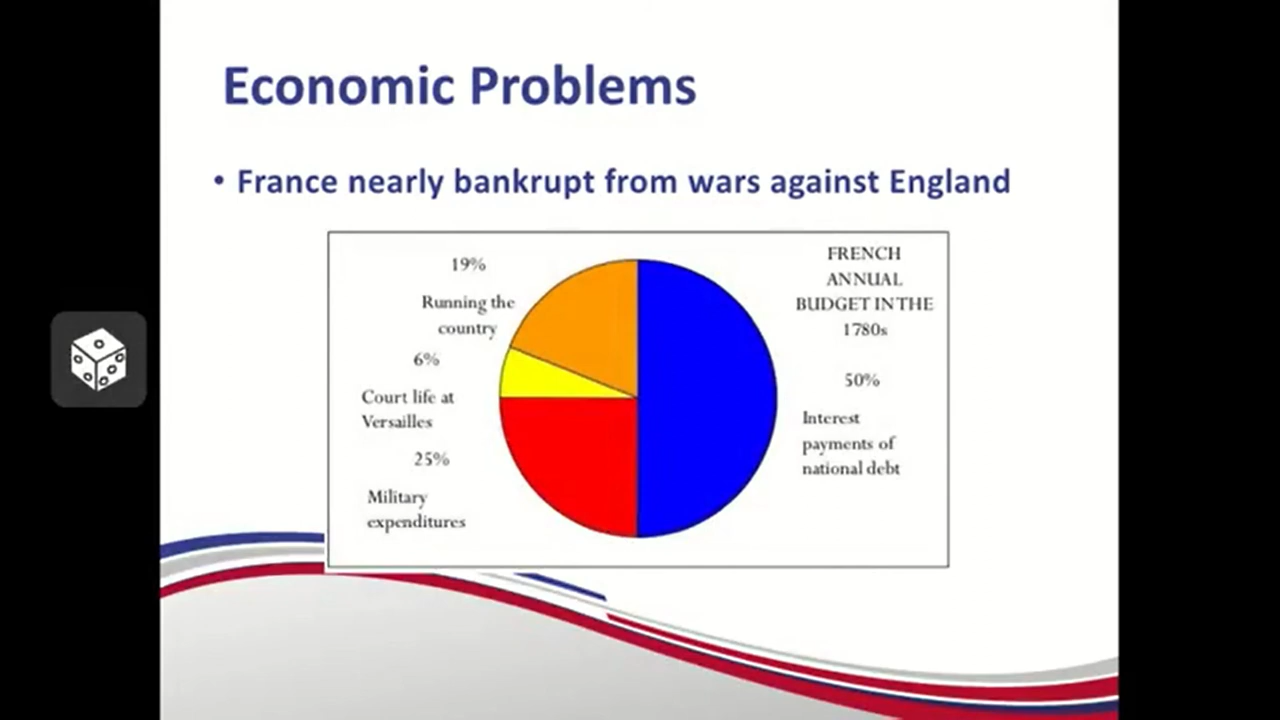 Economic Problems
• France nearly bankrupt from wars against England
19%
Running the
country
6%
Court life at
Versailles
25%
Military
expenditures
FRENCH
ANNUAL
BUDGET IN THE
1780s
50%
Interest
payments of
national debt